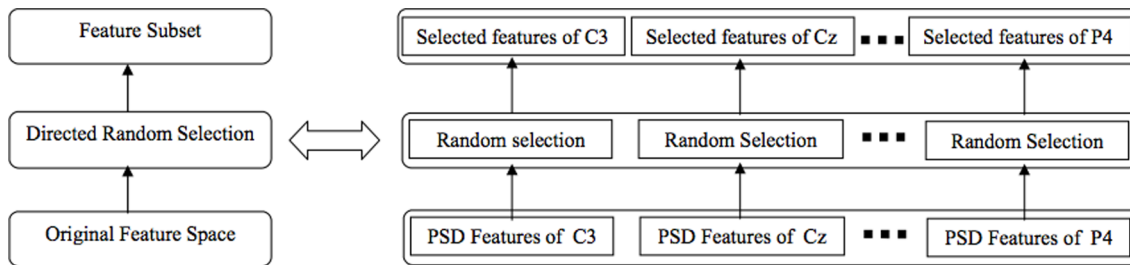 Feature Subset
Selected features of C3
Selected features of Cz
Selected features of P4
Directed Random Selection
Random selection
Random Selection
Random Selection
Original Feature Space
PSD Features of C3
PSD Features of Cz
PSD Features of P4